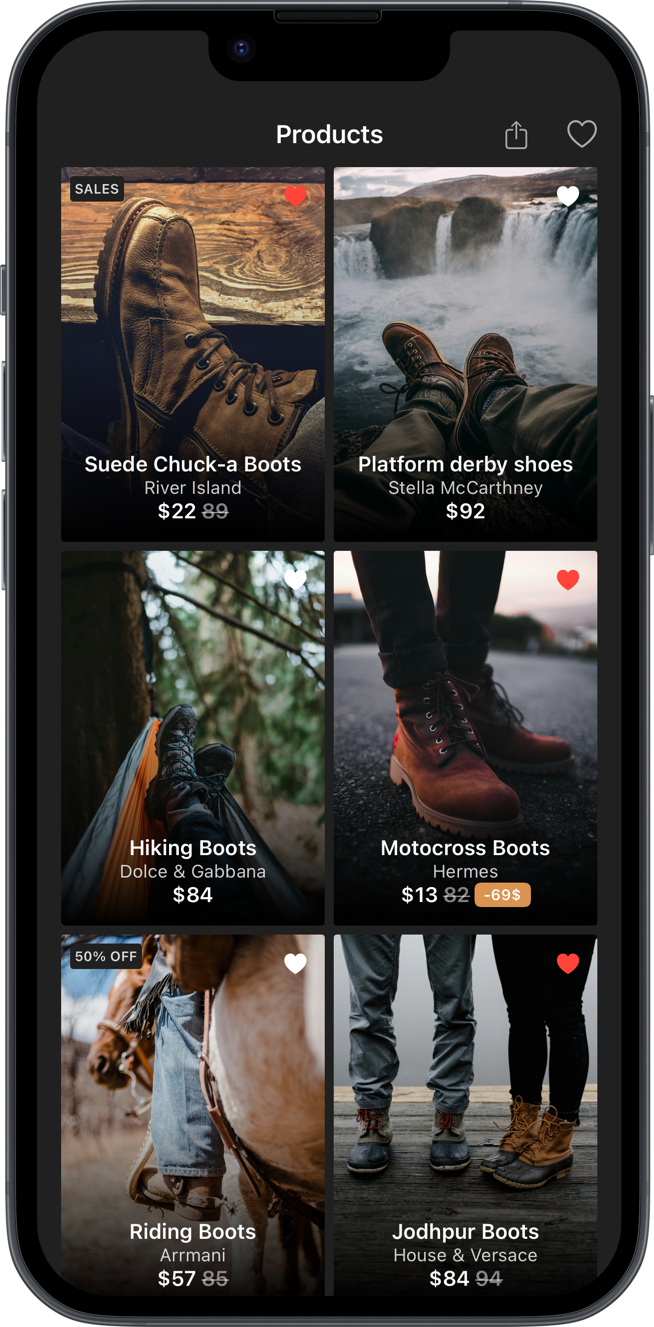 Products
SALES
Suede Chuck-a Boots
River Island
$22 89
Platform derby shoes
Stella McCarthney
$92
Hiking Boots
Dolce & Gabbana
$84
Motocross Boots
Hermes
$13 82 -69$
50% OFF
Riding Boots
Arrmani
$57 85
Jodhpur Boots
House & Versace
$84 94